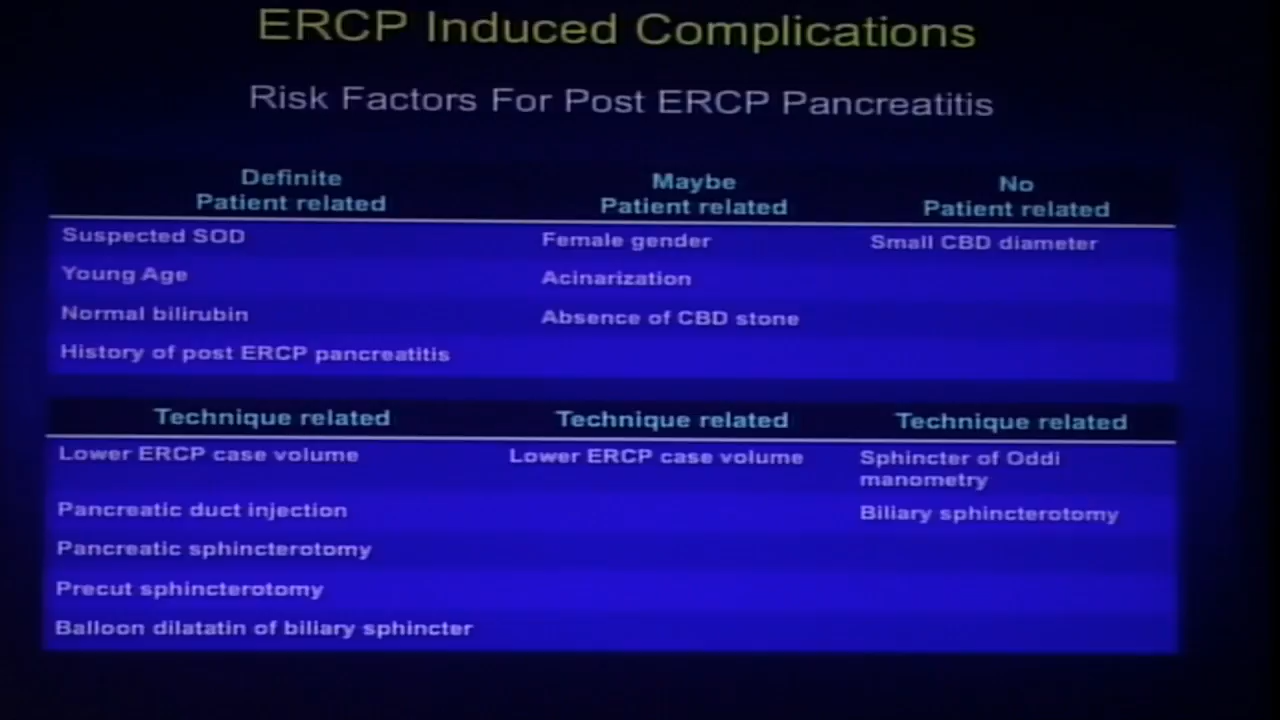 ERCP Induced Complications
Risk Factors For Post ERCP Pancreatitis
Definite
Patient related
Maybe
Patient related
No
Patient related
Suspected SOD
Female gender
Small CBD diameter
Young Age
Acinarization
Normal bilirubin
Absence of CBD stone
History of post ERCP pancreatitis
Technique related
Technique related
Technique related
Lower ERCP case volume
Lower ERCP case volume
Sphincter of Oddi
manometry
Pancreatic duct injection
Biliary sphincterotomy
Pancreatic sphincterotomy
Precut sphincterotomy
Balloon dilatatin of biliary sphincter